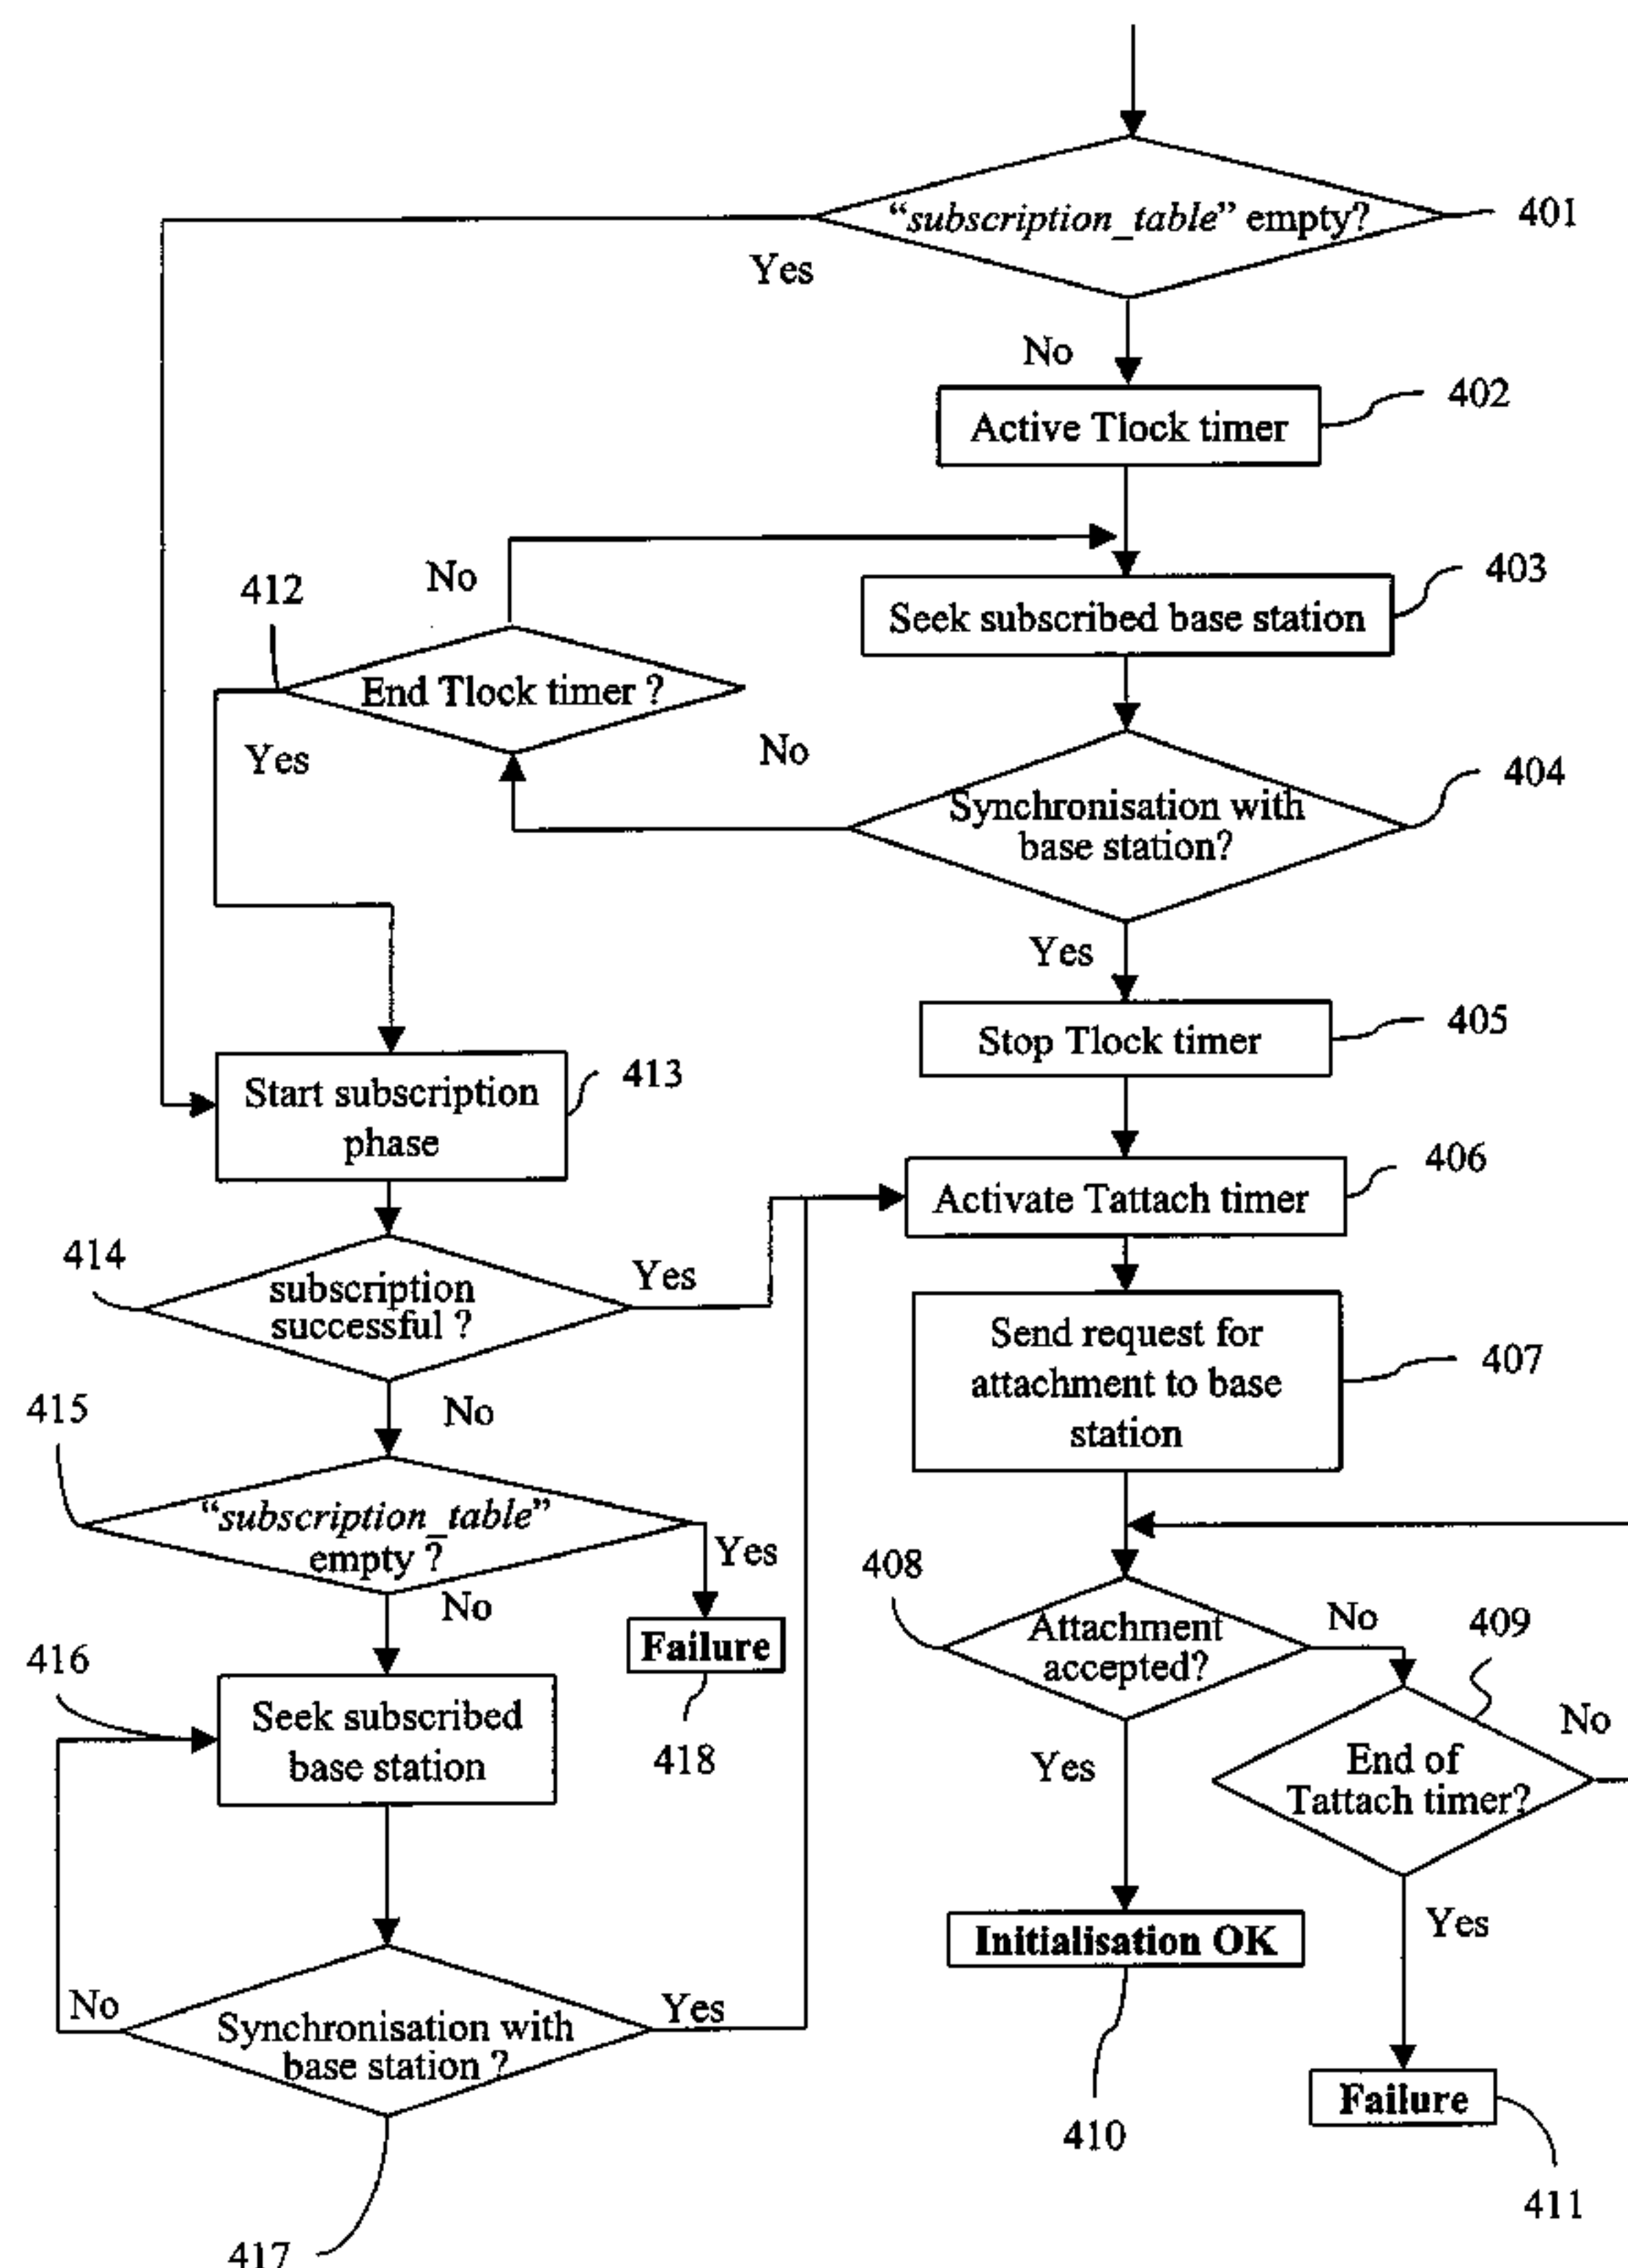 “subscription_table” empty?
401
Yes
No
Active Tlock timer
402
No
412
Seek subscribed base station
403
End Tlock timer ?
Yes
No
Synchronisation with
base station?
404
Yes
Stop Tlock timer
405
Start subscription
phase
413
Activate Tattach timer
406
414
subscription
successful ?
Yes
Send request for
attachment to base
station
407
415
No
“subscription_table”
empty ?
Yes
No
Failure
418
408
Attachment
accepted?
No
409
416
Seek subscribed
base station
Yes
End of
Tattach timer?
No
Initialisation OK
410
Yes
No
Synchronisation with
base station ?
Yes
Failure
411
417